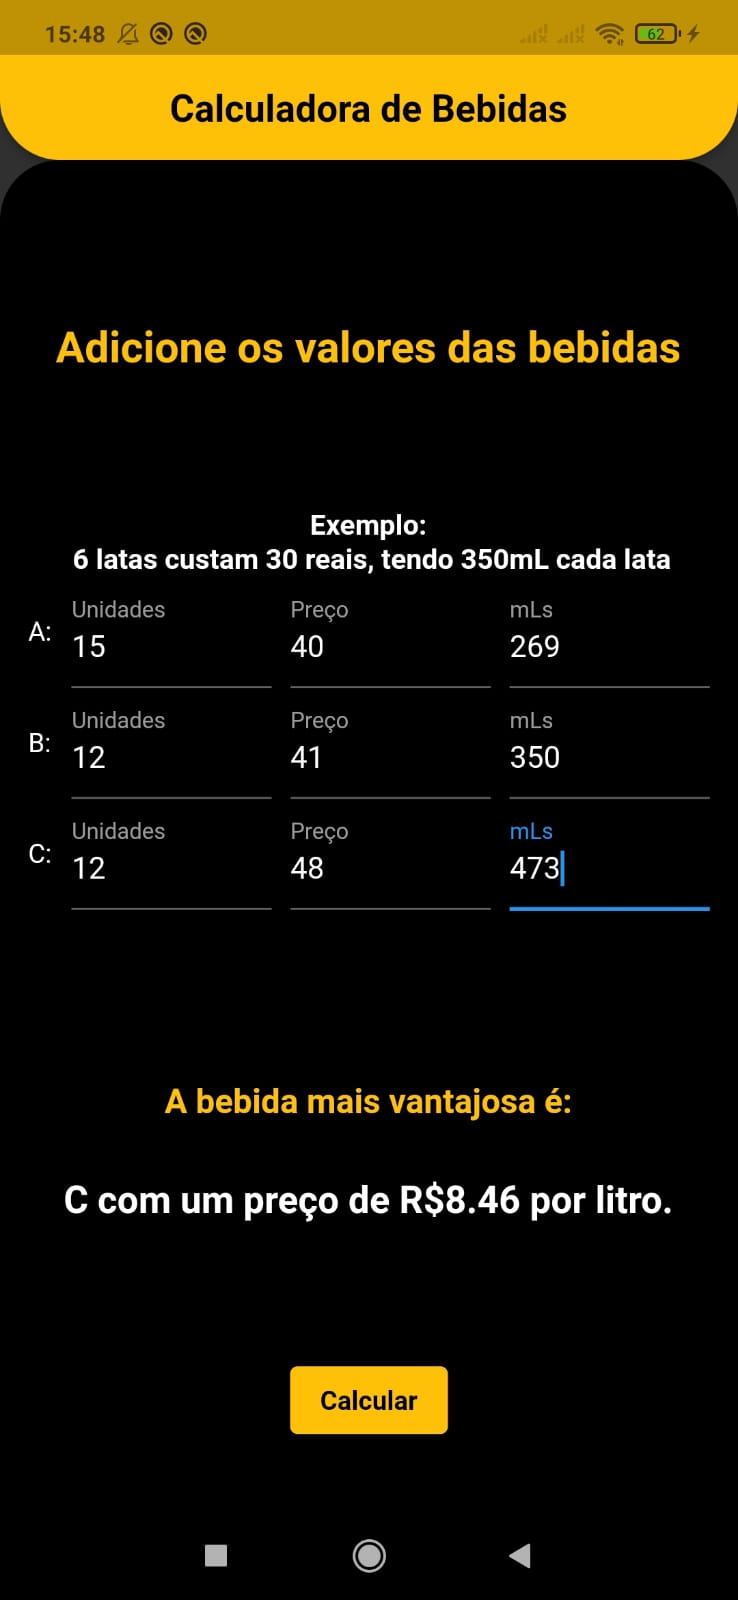 15:48
62
Calculadora de Bebidas
Adicione os valores das bebidas
Exemplo:
6 latas custam 30 reais, tendo 350mL cada lata
Unidades Preço mLs
A: 15 40 269
Unidades Preço mLs
B: 12 41 350
Unidades Preço mLs
C: 12 48 473
A bebida mais vantajosa é:
C com um preço de R$8.46 por litro.
Calcular